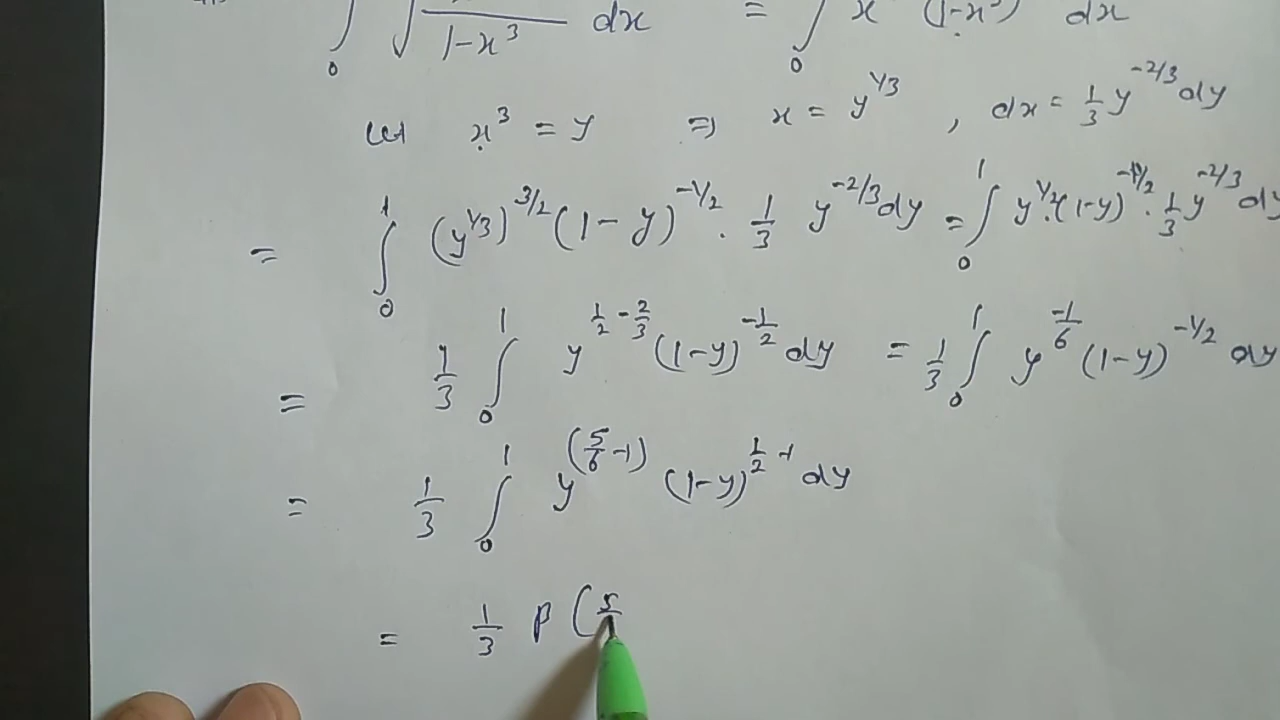 ∫₀ √(/1-x³) dx = ∫₀ x (1-x³) dx
Let x³ = y ⇒ x = y^(1/3) , dx = 1/3 y^(-2/3) dy
= ∫₀¹ (y^(1/3))^(3/2) (1-y)^(-1/2) · 1/3 y^(-2/3) dy = ∫₀¹ y^(1/2) · (1-y)^(-1/2) · 1/3 y^(-2/3) dy
= 1/3 ∫₀¹ y^(1/2 - 2/3) (1-y)^(-1/2) dy = 1/3 ∫₀¹ y^(-1/6) (1-y)^(-1/2) dy
= 1/3 ∫₀¹ y^(5/6 -1) (1-y)^(1/2 -1) dy
= 1/3 β (5/